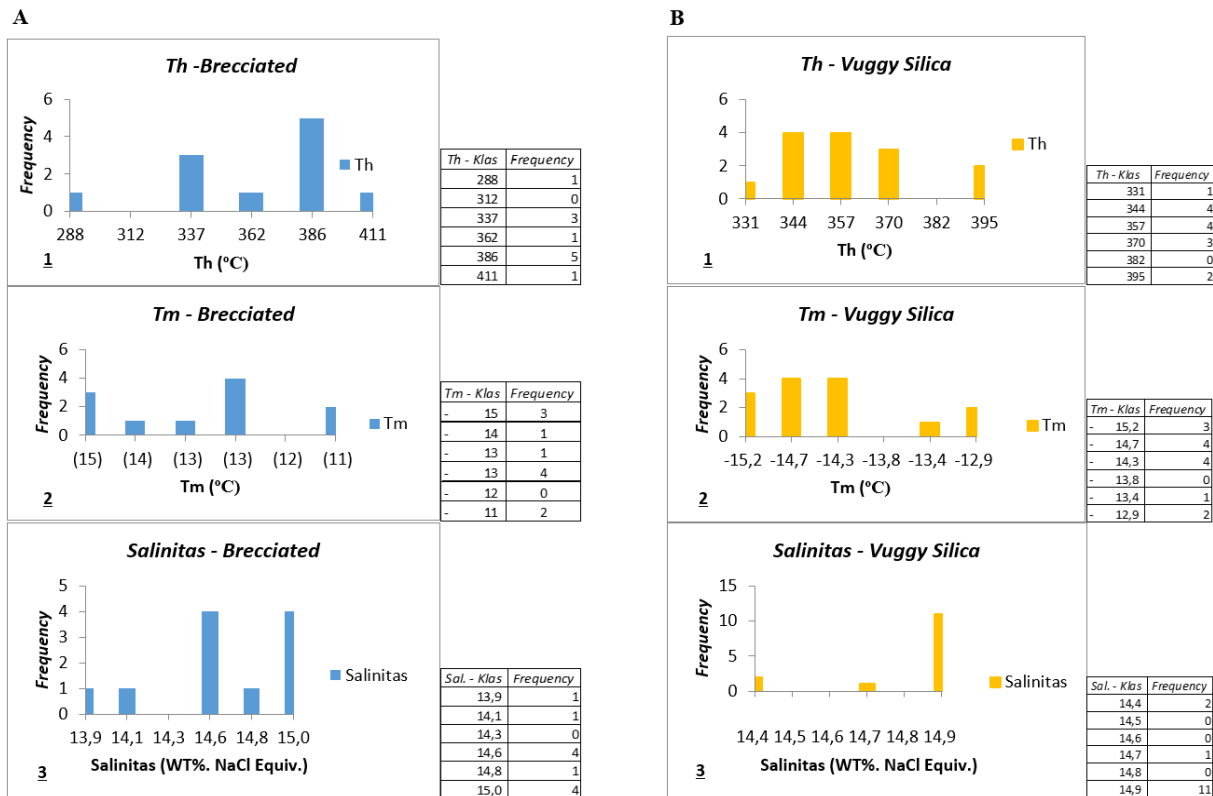 A
Th -Brecciated
Frequency
6
4
2
0
288 312 337 362 386 411
Th (ºC)
Th
1
Th - Klas Frequency
288 1
312 0
337 3
362 1
386 5
411 1
Tm - Brecciated
Frequency
6
4
2
0
(15) (14) (13) (13) (12) (11)
Tm (ºC)
Tm
2
Tm - Klas Frequency
- 15 3
- 14 1
- 13 1
- 13 4
- 12 0
- 11 2
Salinitas - Brecciated
Frequency
5
4
3
2
1
0
13,9 14,1 14,3 14,6 14,8 15,0
Salinitas (WT%. NaCl Equiv.)
Salinitas
3
Sal. - Klas Frequency
13,9 1
14,1 1
14,3 0
14,6 4
14,8 1
15,0 4
B
Th - Vuggy Silica
Frequency
6
4
2
0
331 344 357 370 382 395
Th (ºC)
Th
1
Th - Klas Frequency
331 1
344 4
357 4
370 3
382 0
395 2
Tm - Vuggy Silica
Frequency
6
4
2
0
-15,2 -14,7 -14,3 -13,8 -13,4 -12,9
Tm (ºC)
Tm
2
Tm - Klas Frequency
- 15,2 3
- 14,7 4
- 14,3 4
- 13,8 0
- 13,4 1
- 12,9 2
Salinitas - Vuggy Silica
Frequency
15
10
5
0
14,4 14,5 14,6 14,7 14,8 14,9
Salinitas (WT%. NaCl Equiv.)
Salinitas
3
Sal. - Klas Frequency
14,4 2
14,5 0
14,6 0
14,7 1
14,8 0
14,9 11